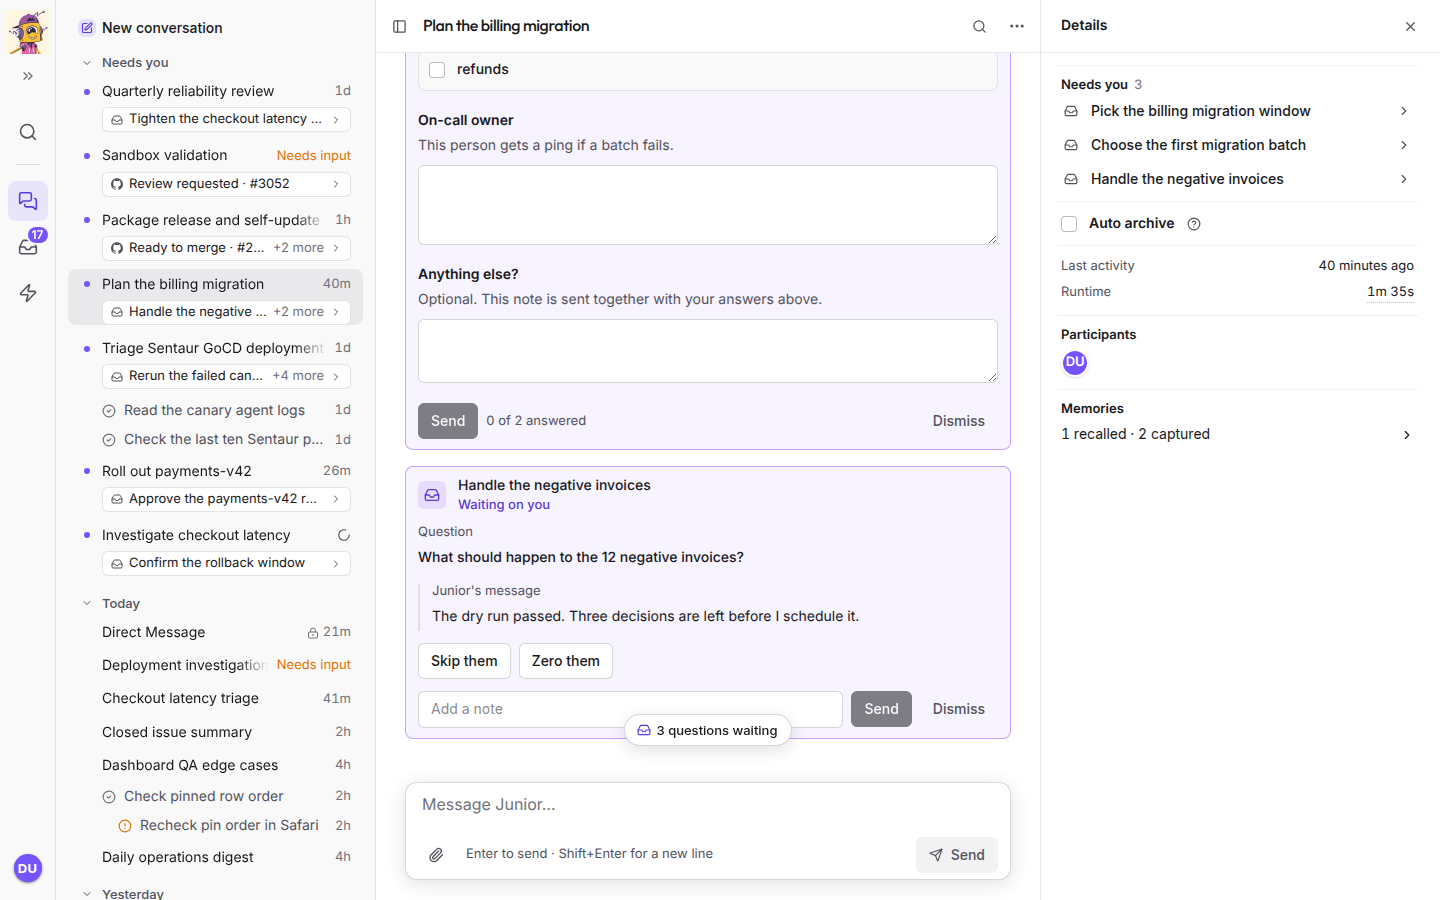 New conversation
Needs you
Quarterly reliability review 1d
Tighten the checkout latency ...
Sandbox validation Needs input
Review requested · #3052
Package release and self-update 1h
Ready to merge · #2... +2 more
Plan the billing migration 40m
Handle the negative ... +2 more
Triage Sentaur GoCD deployment 1d
Rerun the failed can... +4 more
Read the canary agent logs 1d
Check the last ten Sentaur p... 1d
Roll out payments-v42 26m
Approve the payments-v42 r...
Investigate checkout latency
Confirm the rollback window
Today
Direct Message 21m
Deployment investigation Needs input
Checkout latency triage 41m
Closed issue summary 2h
Dashboard QA edge cases 4h
Check pinned row order 2h
Recheck pin order in Safari 2h
Daily operations digest 4h
Yesterday
17
DU
Plan the billing migration
refunds
On-call owner
This person gets a ping if a batch fails.
Anything else?
Optional. This note is sent together with your answers above.
Send 0 of 2 answered Dismiss
Handle the negative invoices
Waiting on you
Question
What should happen to the 12 negative invoices?
Junior's message
The dry run passed. Three decisions are left before I schedule it.
Skip them Zero them
Add a note Send Dismiss
3 questions waiting
Message Junior...
Enter to send · Shift+Enter for a new line Send
Details
Needs you 3
Pick the billing migration window
Choose the first migration batch
Handle the negative invoices
Auto archive
Last activity 40 minutes ago
Runtime 1m 35s
Participants
DU
Memories
1 recalled · 2 captured